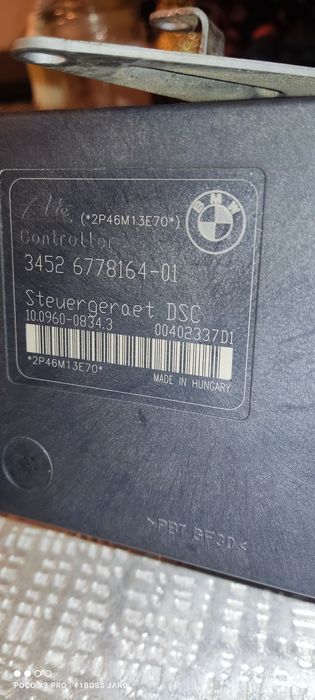 Ate
(*2P46M13E70*)
BMW
Controller
3452 6778164-01
Steuergeraet DSC
10.0960-0834.3 00402337D1
*2P46M13E70*
MADE IN HUNGARY
>PBT GF30<
POCO X3 PRO | #1BOSS JARO